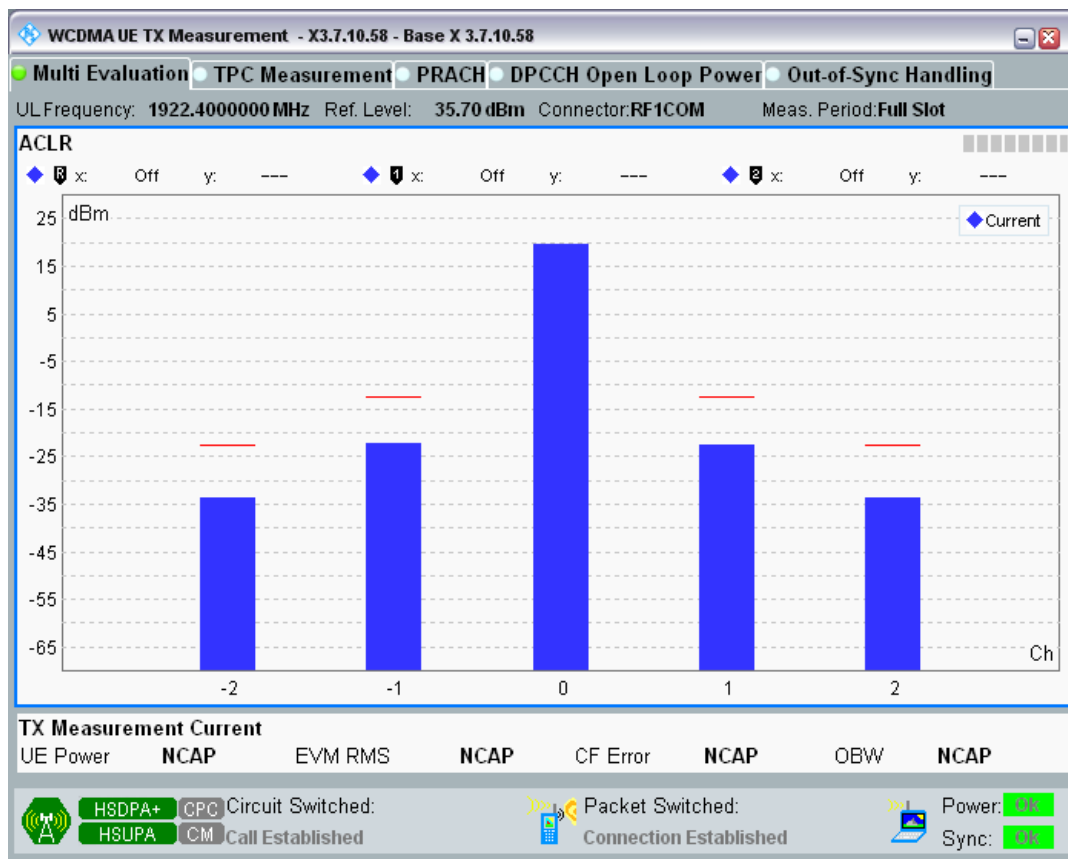 WCDMA UE TX Measurement - X3.7.10.58 - Base X 3.7.10.58
Multi Evaluation TPC Measurement PRACH DPCCH Open Loop Power Out-of-Sync Handling
UL Frequency: 1922.4000000 MHz Ref. Level: 35.70 dBm Connector:RF1COM Meas. Period:Full Slot
ACLR
R x: Off y: --- 1 x: Off y: --- 2 x: Off y: ---
dBm
Current
25
15
5
-5
-15
-25
-35
-45
-55
-65
Ch
-2 -1 0 1 2
TX Measurement Current
UE Power NCAP EVM RMS NCAP CF Error NCAP OBW NCAP
HSDPA+ CPC Circuit Switched: Packet Switched: Power: OK
HSUPA CM Call Established Connection Established Sync: OK